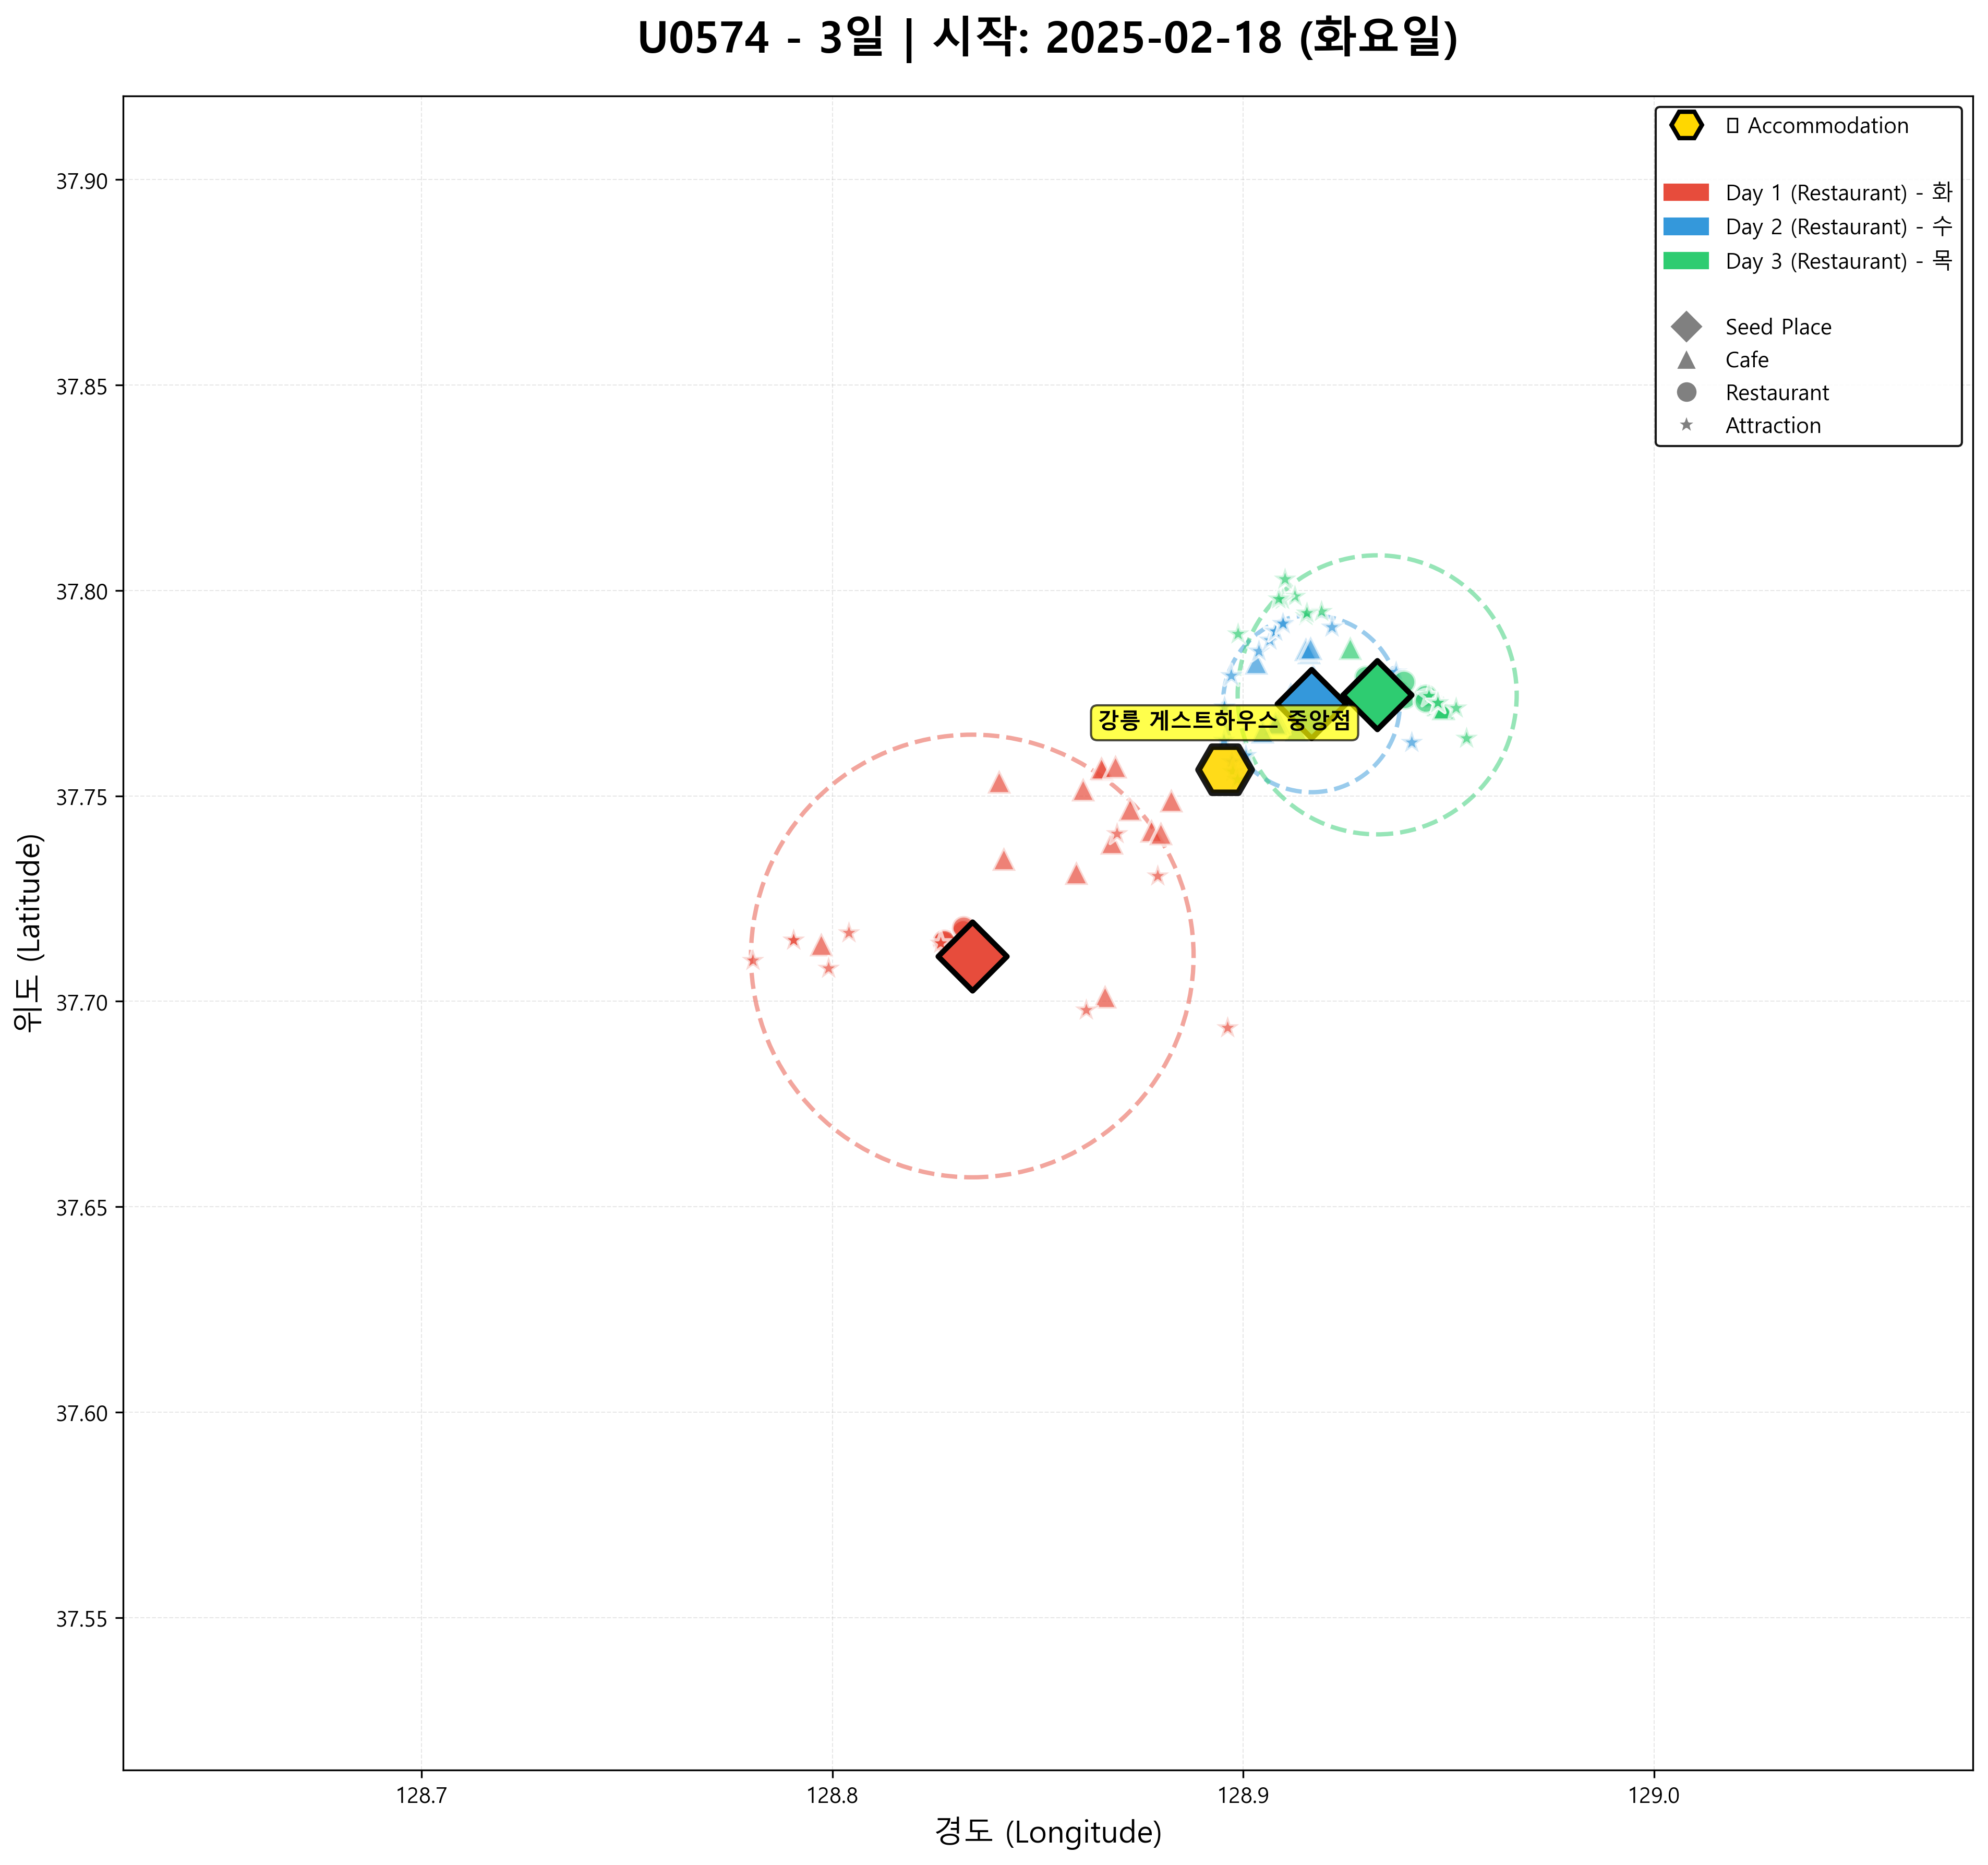 U0574 - 3일 | 시작: 2025-02-18 (화요일)
▯ Accommodation
Day 1 (Restaurant) - 화
Day 2 (Restaurant) - 수
Day 3 (Restaurant) - 목
Seed Place
Cafe
Restaurant
Attraction
37.90
37.85
37.80
37.75
37.70
37.65
37.60
37.55
위도 (Latitude)
강릉 게스트하우스 중앙점
128.7
128.8
128.9
129.0
경도 (Longitude)